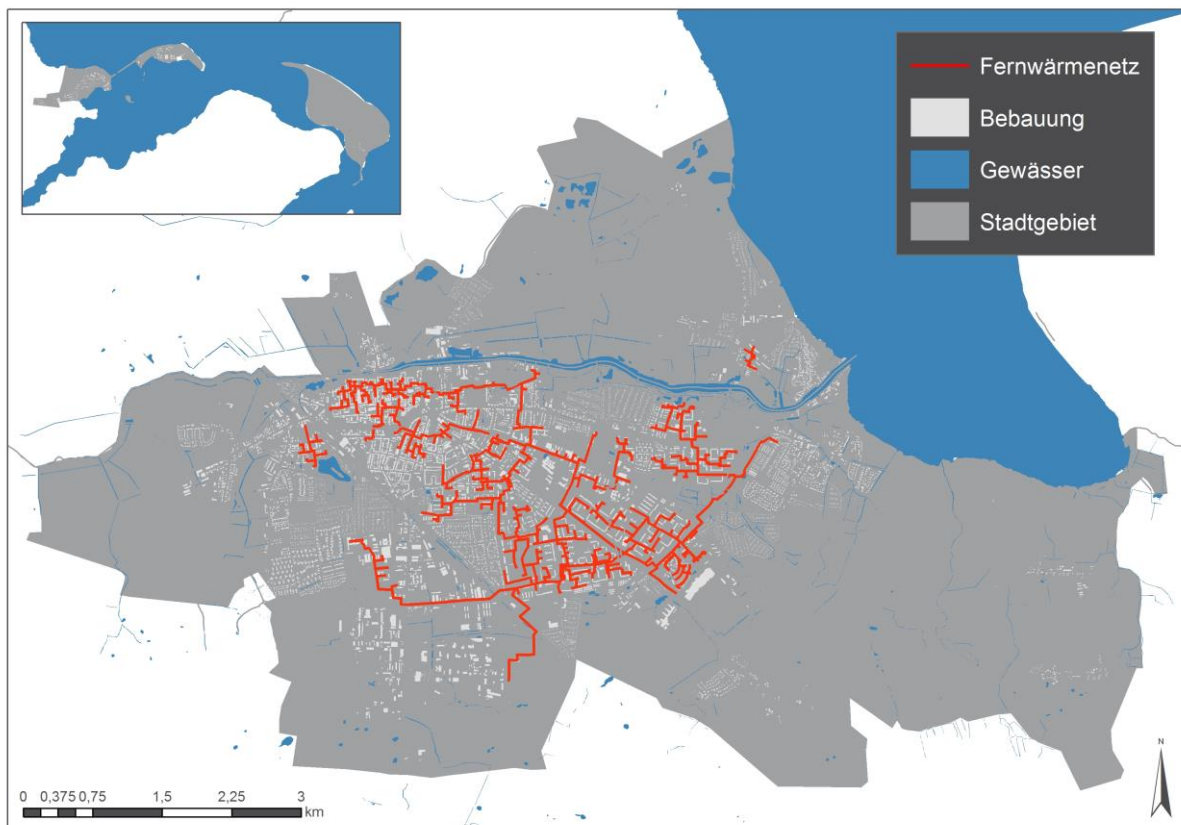 Fernwärmenetz
Bebauung
Gewässer
Stadtgebiet
0 0,375 0,75 1,5 2,25 3
km
N